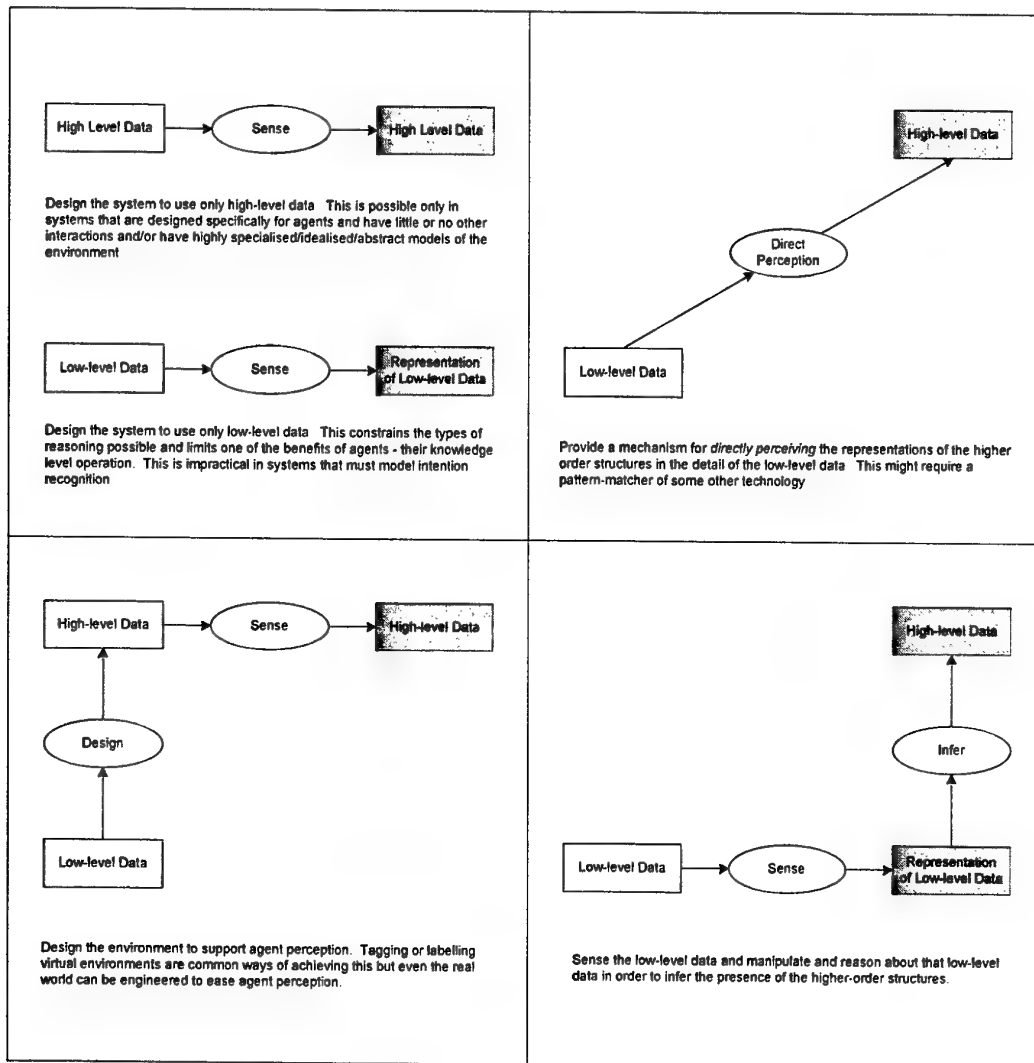 High Level Data
Sense
High Level Data
Design the system to use only high-level data This is possible only in
systems that are designed specifically for agents and have little or no other
interactions and/or have highly specialised/idealised/abstract models of the
environment
Low-level Data
Sense
Representation
of Low-level Data
Design the system to use only low-level data This constrains the types of
reasoning possible and limits one of the benefits of agents - their knowledge
level operation. This is impractical in systems that must model intention
recognition
High-level Data
Direct
Perception
Low-level Data
Provide a mechanism for directly perceiving the representations of the higher
order structures in the detail of the low-level data This might require a
pattern-matcher of some other technology
High-level Data
Sense
High-level Data
Design
Low-level Data
Design the environment to support agent perception. Tagging or labelling
virtual environments are common ways of achieving this but even the real
world can be engineered to ease agent perception.
High-level Data
Infer
Low-level Data
Sense
Representation
of Low-level Data
Sense the low-level data and manipulate and reason about that low-level
data in order to infer the presence of the higher-order structures.